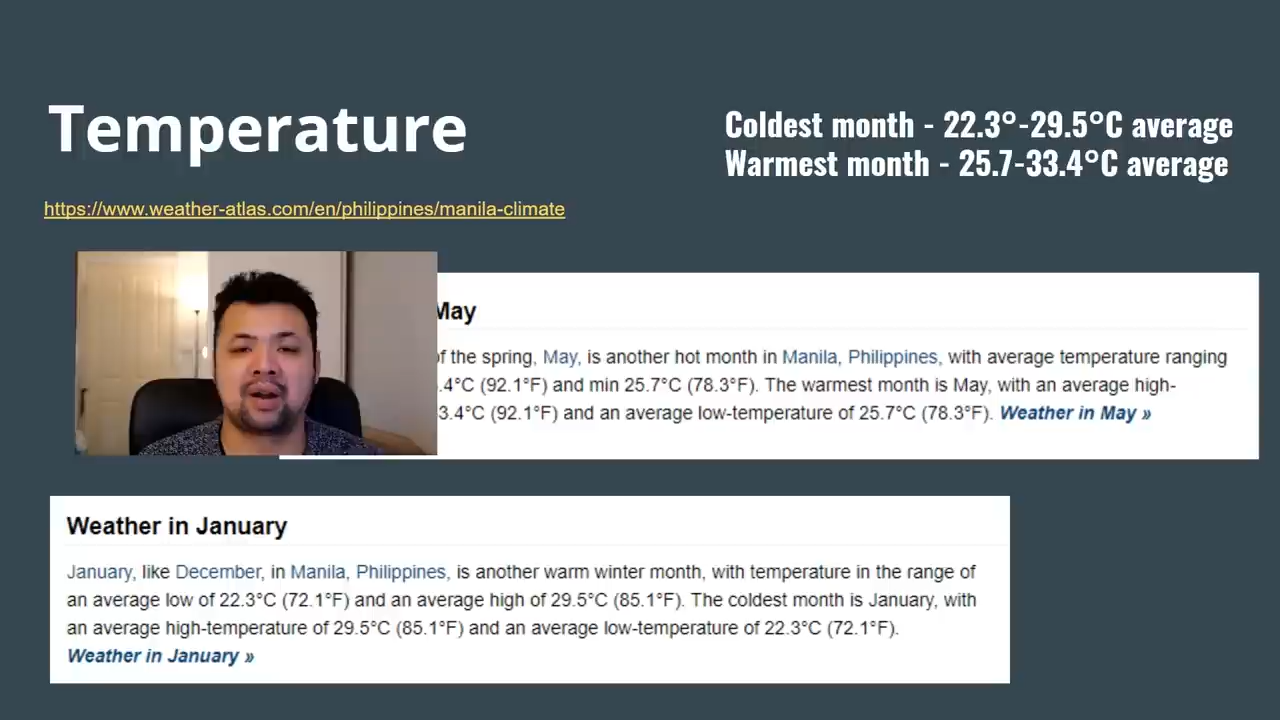 Temperature
Coldest month - 22.3°-29.5°C average
Warmest month - 25.7-33.4°C average
https://www.weather-atlas.com/en/philippines/manila-climate
May
of the spring, May, is another hot month in Manila, Philippines, with average temperature ranging
.4°C (92.1°F) and min 25.7°C (78.3°F). The warmest month is May, with an average high-
3.4°C (92.1°F) and an average low-temperature of 25.7°C (78.3°F). Weather in May »
Weather in January
January, like December, in Manila, Philippines, is another warm winter month, with temperature in the range of
an average low of 22.3°C (72.1°F) and an average high of 29.5°C (85.1°F). The coldest month is January, with
an average high-temperature of 29.5°C (85.1°F) and an average low-temperature of 22.3°C (72.1°F).
Weather in January »